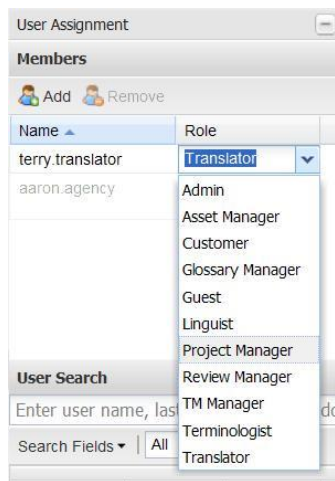 User Assignment
Members
Add Remove
Name Role
terry.translator Translator
aaron.agency
Admin
Asset Manager
Customer
Glossary Manager
Guest
Linguist
Project Manager
Review Manager
TM Manager
Terminologist
Translator
User Search
Enter user name, las
Search Fields All